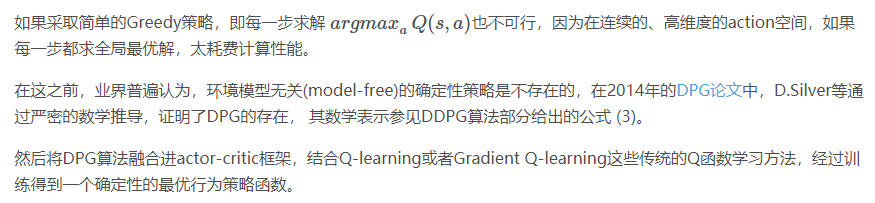 如果采取简单的Greedy策略，即每一步求解 argmax_a Q(s, a)也不可行，因为在连续的、高维度的action空间，如果
每一步都求全局最优解，太耗费计算性能。
在这之前，业界普遍认为，环境模型无关(model-free)的确定性策略是不存在的，在2014年的DPG论文中，D.Silver等通
过严密的数学推导，证明了DPG的存在， 其数学表示参见DDPG算法部分给出的公式 (3)。
然后将DPG算法融合进actor-critic框架，结合Q-learning或者Gradient Q-learning这些传统的Q函数学习方法，经过训
练得到一个确定性的最优行为策略函数。